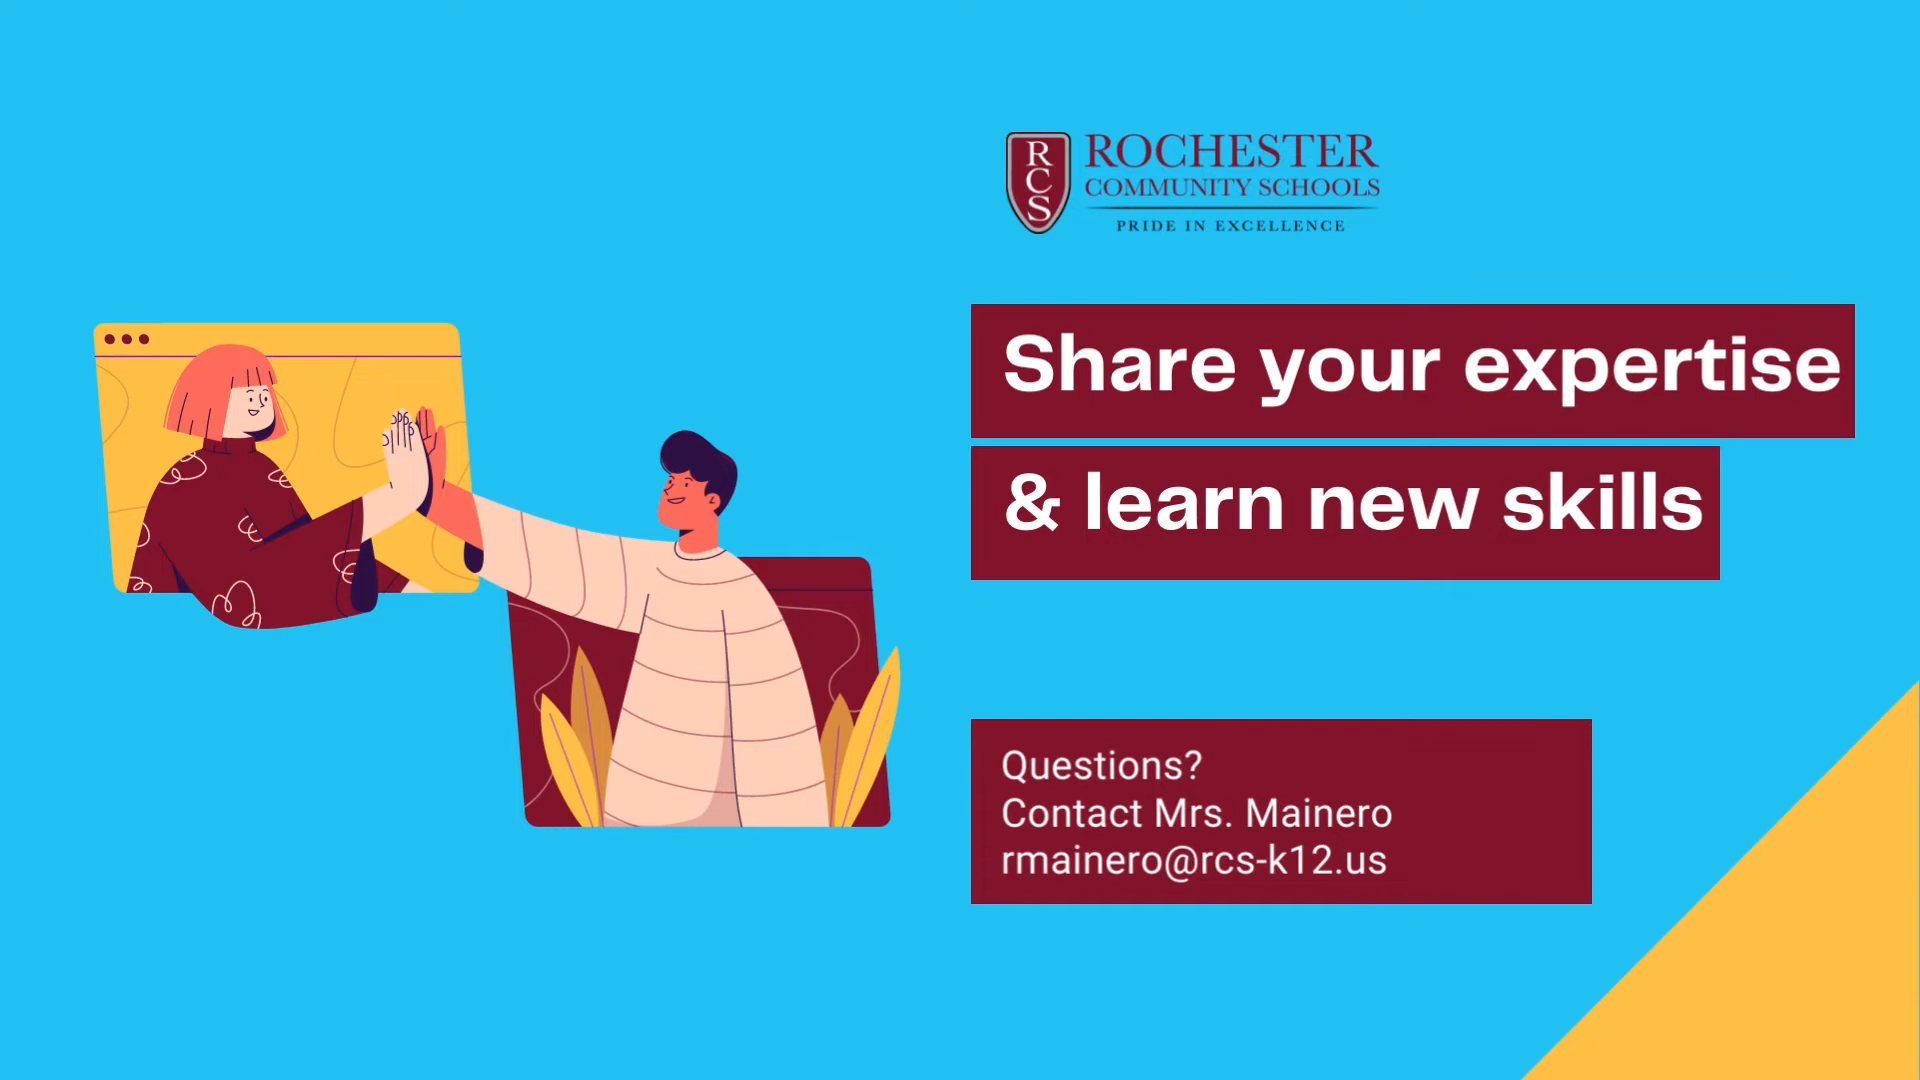 RCS
ROCHESTER
COMMUNITY SCHOOLS
PRIDE IN EXCELLENCE
Share your expertise
& learn new skills
Questions?
Contact Mrs. Mainero
rmainero@rcs-k12.us